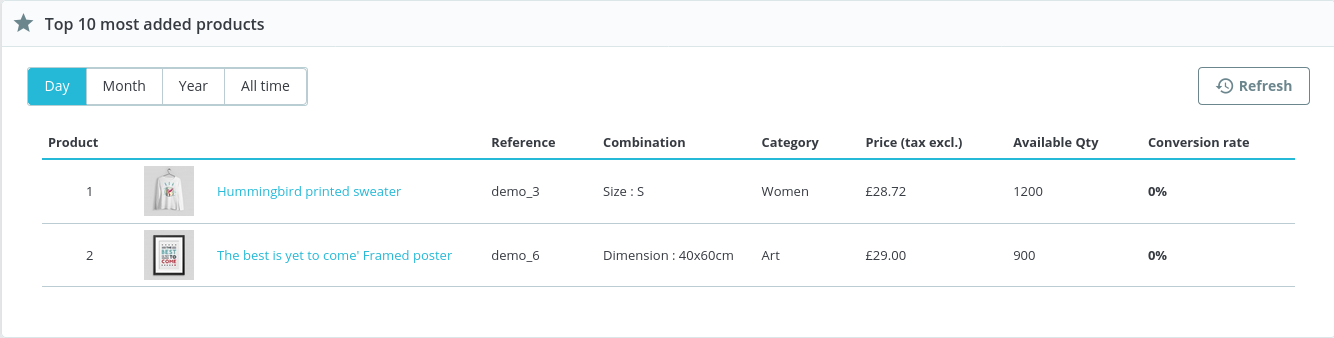 Top 10 most added products
Day Month Year All time
Refresh
Product Reference Combination Category Price (tax excl.) Available Qty Conversion rate
1 Hummingbird printed sweater demo_3 Size : S Women £28.72 1200 0%
2 The best is yet to come' Framed poster demo_6 Dimension : 40x60cm Art £29.00 900 0%